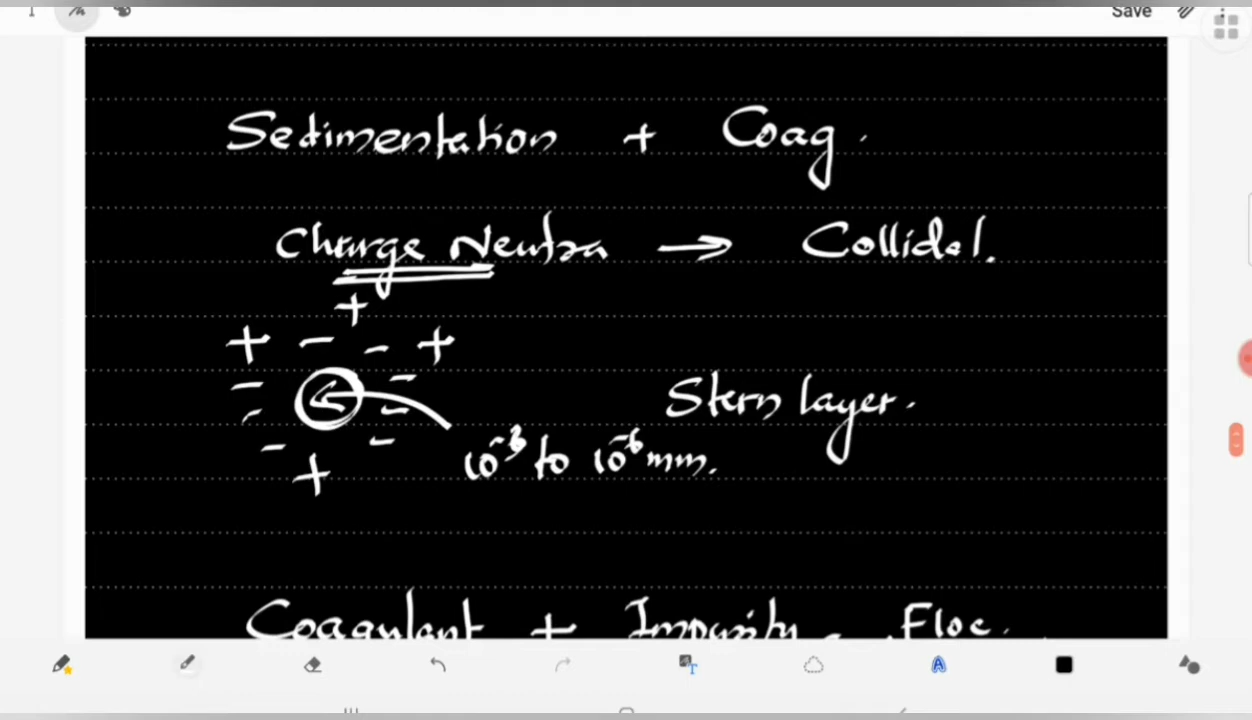 Save
Sedimentation + Coag.
Charge Neutra → Collidal.
+
+ - - +
- -
- - Stern layer.
- -
+ 10⁻³ to 10⁻⁶ mm.
Coagulant + Impurity = Floc.